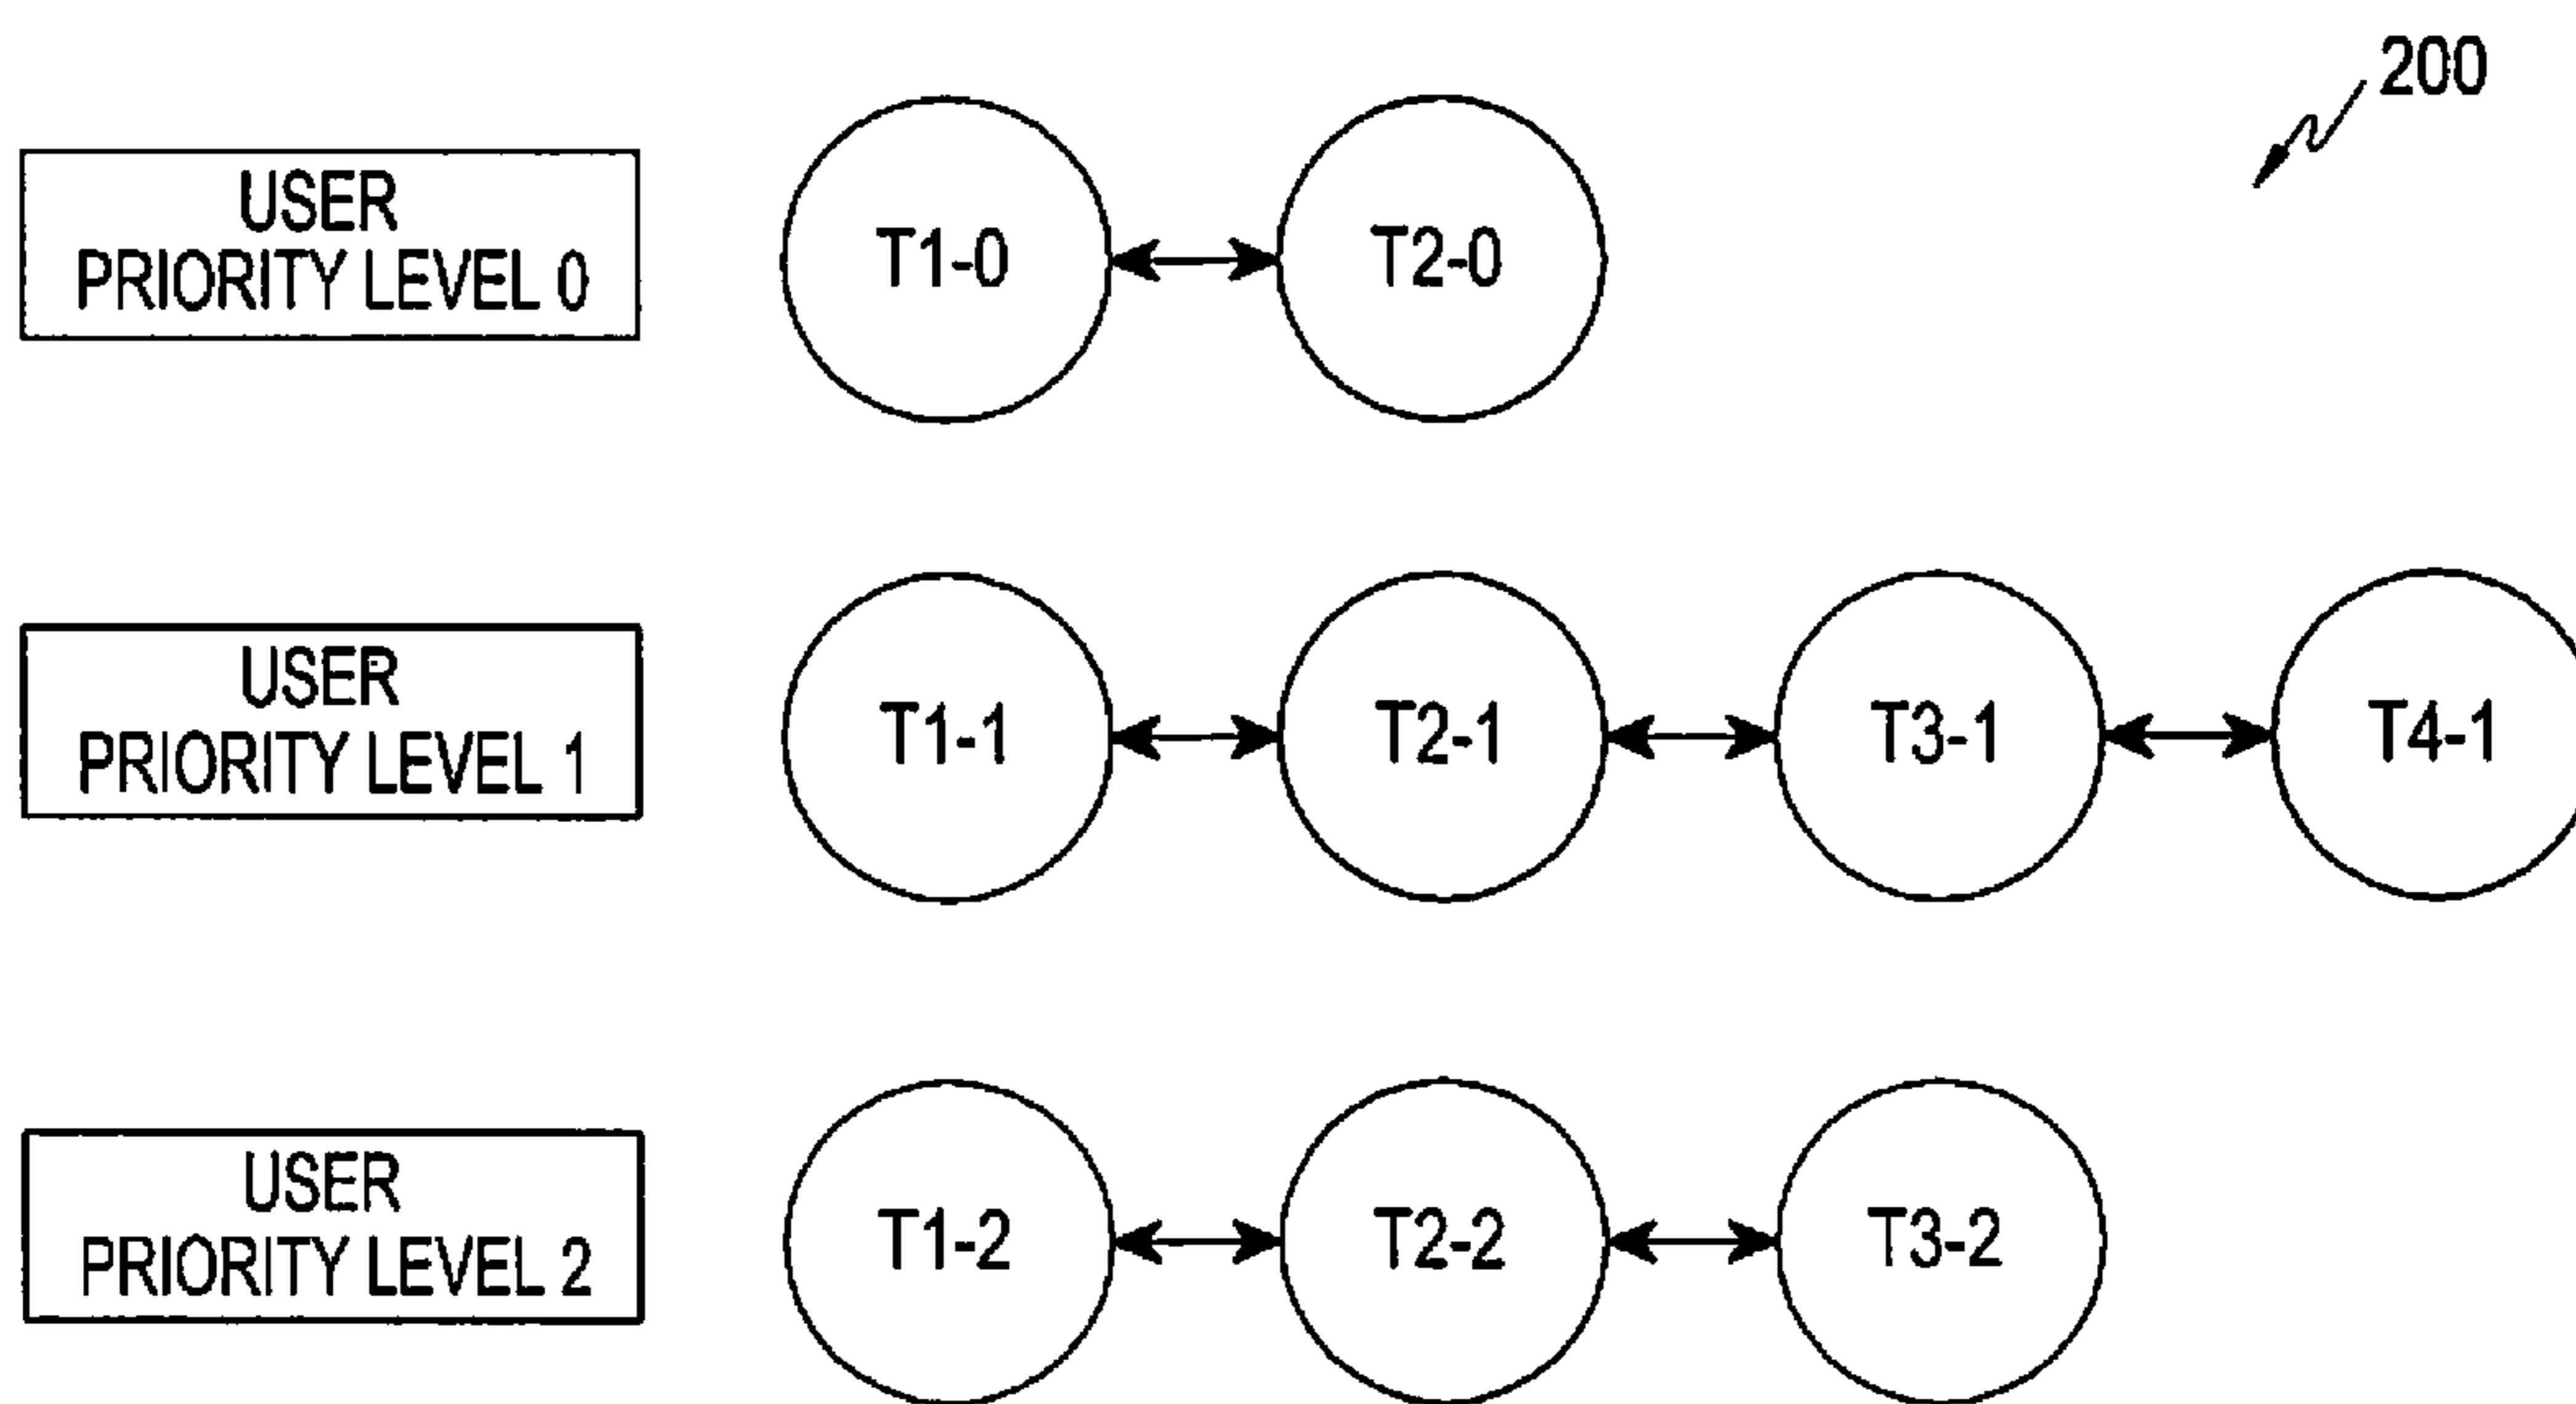 200
USER
PRIORITY LEVEL 0
T1-0
T2-0
USER
PRIORITY LEVEL 1
T1-1
T2-1
T3-1
T4-1
USER
PRIORITY LEVEL 2
T1-2
T2-2
T3-2